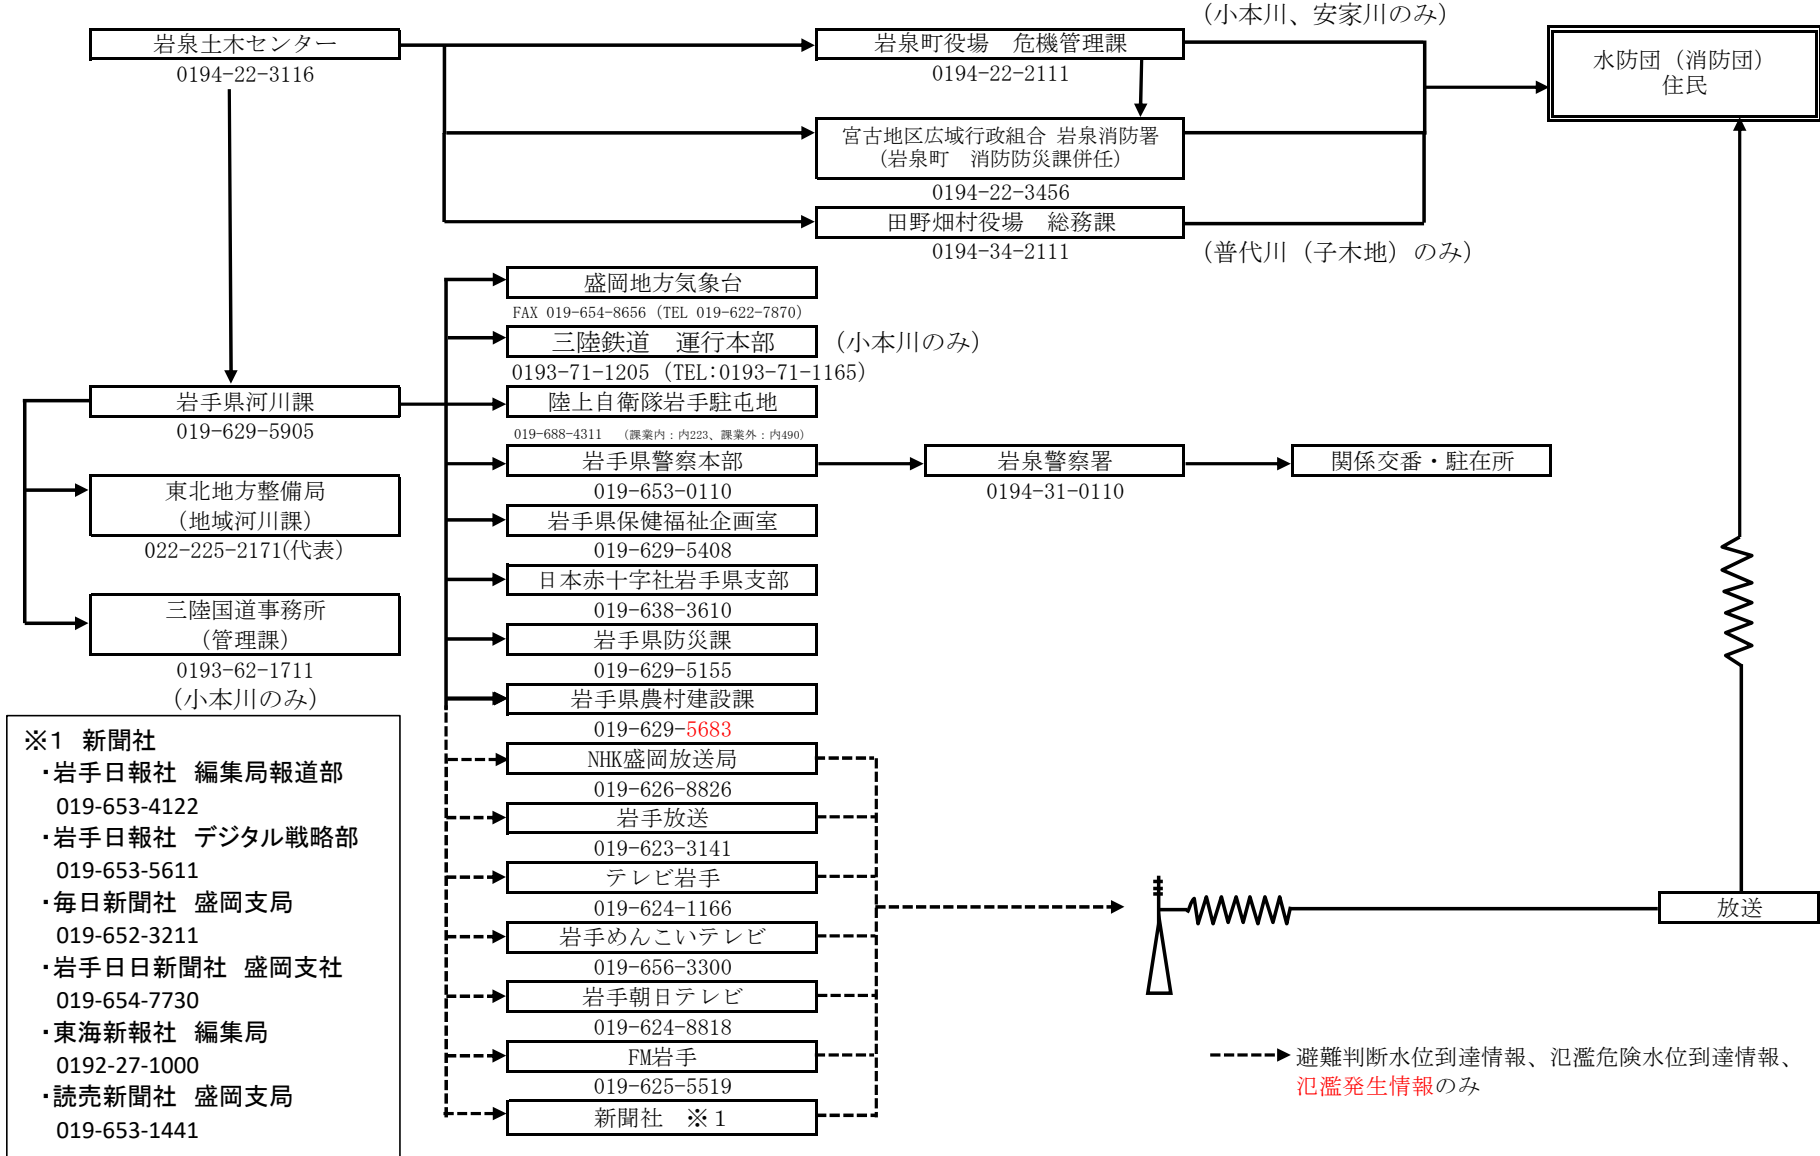 岩泉土木センター
0194-22-3116
岩泉町役場　危機管理課
0194-22-2111
(小本川、安家川のみ)
水防団（消防団）
住民
宮古地区広域行政組合 岩泉消防署
(岩泉町　消防防災課併任)
0194-22-3456
田野畑村役場　総務課
0194-34-2111
(普代川（子木地）のみ)
盛岡地方気象台
FAX 019-654-8656 (TEL 019-622-7870)
三陸鉄道　運行本部
(小本川のみ)
0193-71-1205 (TEL:0193-71-1165)
岩手県河川課
019-629-5905
陸上自衛隊岩手駐屯地
019-688-4311　(課業内：内223、課業外：内490)
岩手県警察本部
019-653-0110
岩泉警察署
0194-31-0110
関係交番・駐在所
東北地方整備局
(地域河川課)
022-225-2171(代表)
岩手県保健福祉企画室
019-629-5408
日本赤十字社岩手県支部
019-638-3610
三陸国道事務所
(管理課)
0193-62-1711
(小本川のみ)
岩手県防災課
019-629-5155
岩手県農村建設課
019-629-5683
NHK盛岡放送局
019-626-8826
岩手放送
019-623-3141
テレビ岩手
019-624-1166
岩手めんこいテレビ
019-656-3300
岩手朝日テレビ
019-624-8818
FM岩手
019-625-5519
新聞社　※１
放送
※1　新聞社
・岩手日報社　編集局報道部
019-653-4122
・岩手日報社　デジタル戦略部
019-653-5611
・毎日新聞社　盛岡支局
019-652-3211
・岩手日日新聞社　盛岡支社
019-654-7730
・東海新報社　編集局
0192-27-1000
・読売新聞社　盛岡支局
019-653-1441
避難判断水位到達情報、氾濫危険水位到達情報、
氾濫発生情報のみ